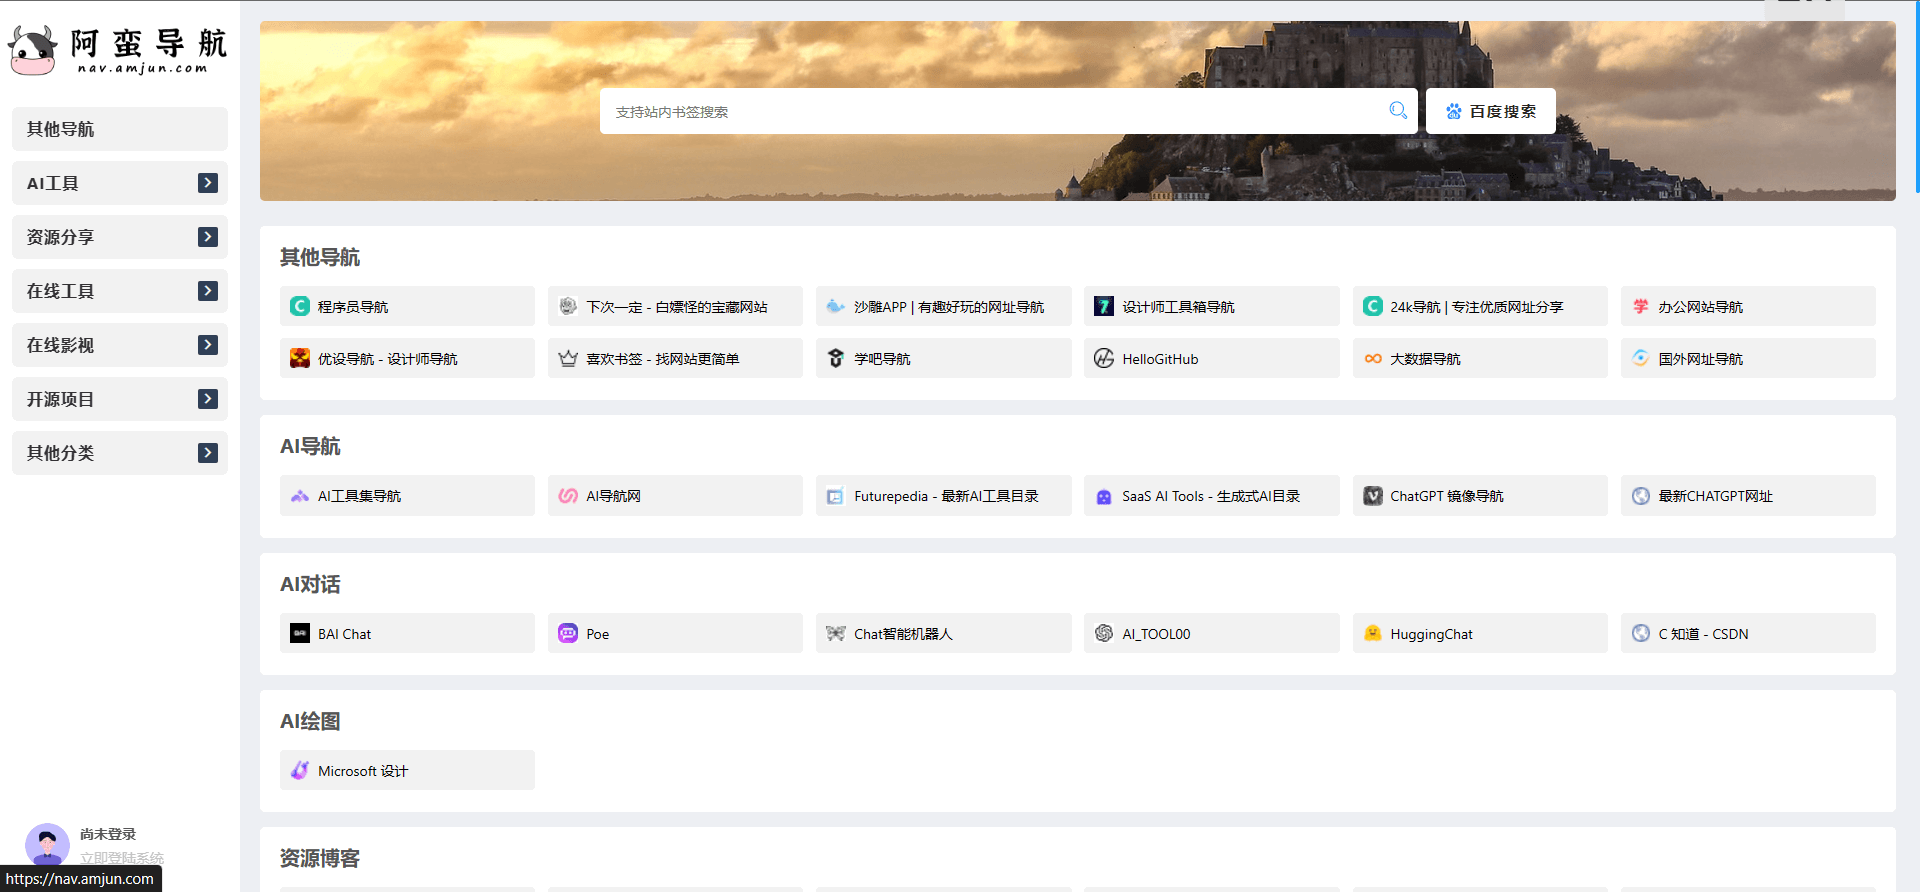 阿蛮导航
nav.amjun.com
其他导航
AI工具
资源分享
在线工具
在线影视
开源项目
其他分类
尚未登录
立即登陆系统
https://nav.amjun.com
支持站内书签搜索
百度搜索
其他导航
程序员导航
下次一定 - 白嫖怪的宝藏网站
沙雕APP | 有趣好玩的网址导航
设计师工具箱导航
24k导航 | 专注优质网址分享
办公网站导航
优设导航 - 设计师导航
喜欢书签 - 找网站更简单
学吧导航
HelloGitHub
大数据导航
国外网址导航
AI导航
AI工具集导航
AI导航网
Futurepedia - 最新AI工具目录
SaaS AI Tools - 生成式AI目录
ChatGPT 镜像导航
最新CHATGPT网址
AI对话
BAI Chat
Poe
Chat智能机器人
AI_TOOL00
HuggingChat
C 知道 - CSDN
AI绘图
Microsoft 设计
资源博客